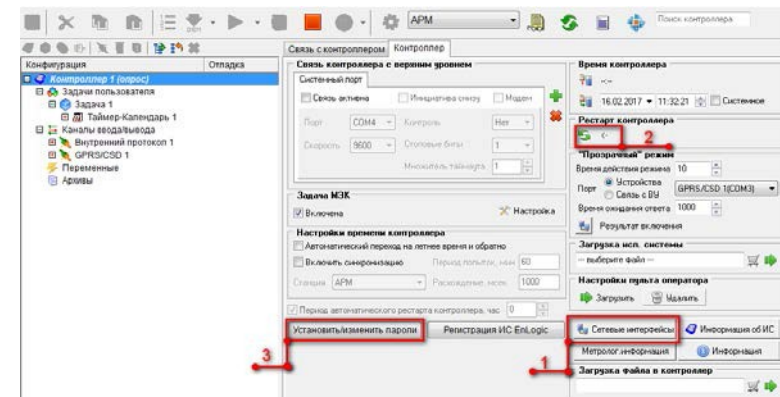 АРМ
Поиск контроллера
Конфигурация
Отладка
Контроллер 1 (опрос)
Задачи пользователя
Задача 1
Таймер-Календарь 1
Каналы ввода/вывода
Внутренний протокол 1
GPRS/CSD 1
Переменные
Архивы
Связь с контроллером
Контроллер
Связь контроллера с верхним уровнем
Системный порт
Связь активна
Инициатива снизу
Модем
Порт
COM4
Контроль
Нет
Скорость
9600
Стоповые биты
1
Множитель таймаута
1
Задача МЭК
Включена
Настройка
Настройки времени контроллера
Автоматический переход на летнее время и обратно
Включить синхронизацию
Период попыток, мин
60
Станция
АРМ
Расхождение, мсек
1000
Период автоматического рестарта контроллера, час
0
Установить/изменить пароли
Регистрация ИС EnLogic
3
Время контроллера
-:-
16.02.2017
11:32:21
Системное
Рестарт контроллера
2
"Прозрачный" режим
Время действия режима
10
Порт
Устройства
Связь с ВУ
GPRS/CSD 1(COM3)
Время ожидания ответа
1000
Результат включения
Загрузка исп. системы
-- выберите файл --
Настройки пульта оператора
Загрузить
Удалить
Сетевые интерфейсы
Информация об ИС
1
Метролог.информация
Информация
Загрузка файла в контроллер